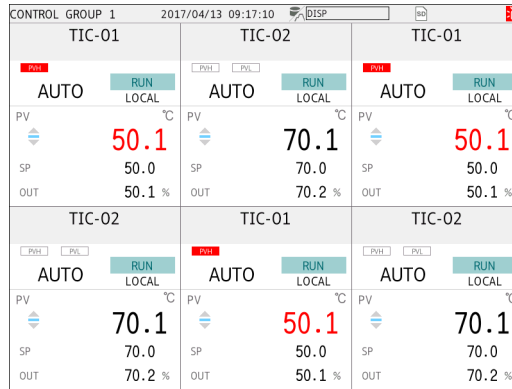 CONTROL GROUP 1 2017/04/13 09:17:10 DISP SD
TIC-01 TIC-02 TIC-01
PVH PVH PVL PVH
AUTO RUN AUTO RUN AUTO RUN
LOCAL LOCAL LOCAL
PV ℃ PV ℃ PV ℃
50.1 70.1 50.1
SP 50.0 SP 70.0 SP 50.0
OUT 50.1 % OUT 70.2 % OUT 50.1 %
TIC-02 TIC-01 TIC-02
PVH PVL PVH PVH PVL
AUTO RUN AUTO RUN AUTO RUN
LOCAL LOCAL LOCAL
PV ℃ PV ℃ PV ℃
70.1 50.1 70.1
SP 70.0 SP 50.0 SP 70.0
OUT 70.2 % OUT 50.1 % OUT 70.2 %